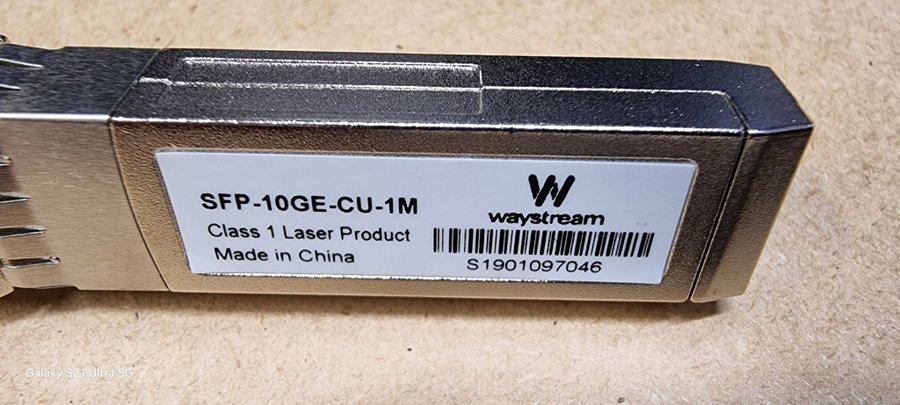 SFP-10GE-CU-1M
Class 1 Laser Product
Made in China
waystream
S1901097046
Galaxy S21 Ultra 5G